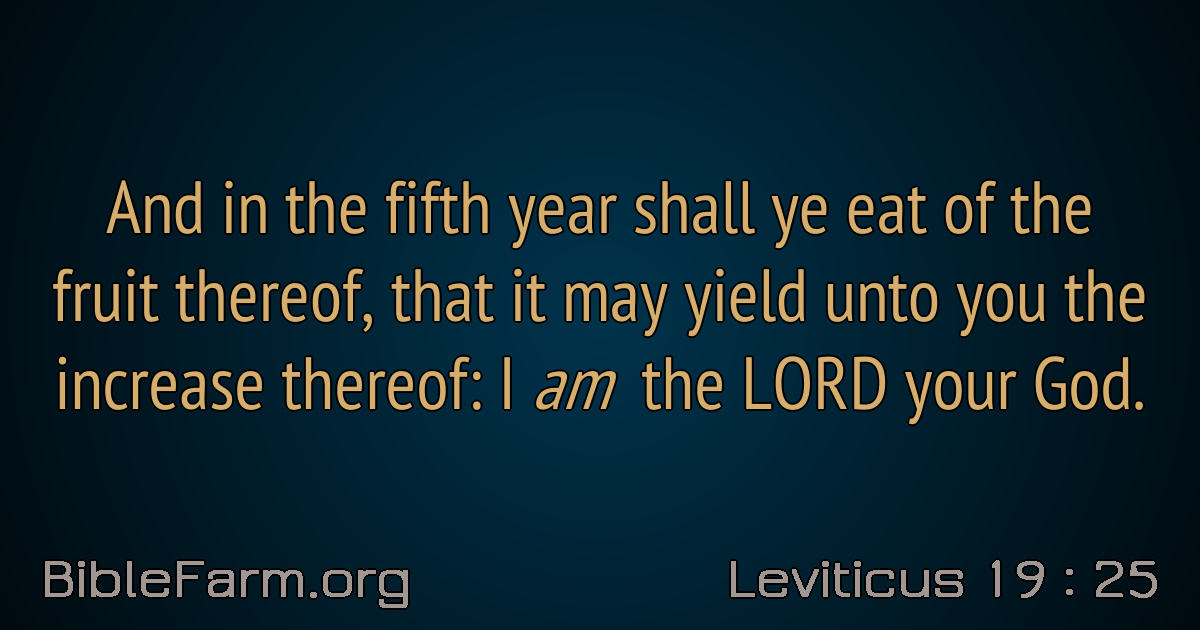 And in the fifth year shall ye eat of the
fruit thereof, that it may yield unto you the
increase thereof: I am the LORD your God.
BibleFarm.org
Leviticus 19 : 25